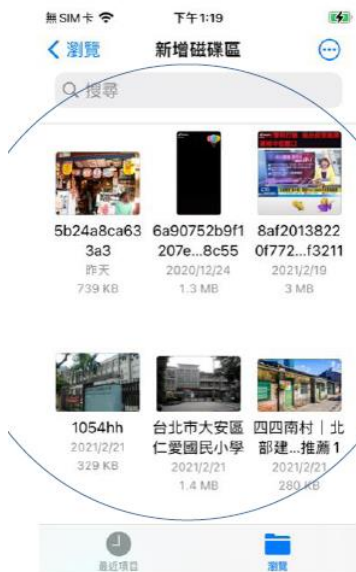 無SIM卡 下午1:19
瀏覽 新增磁碟區
搜尋
5b24a8ca63 6a90752b9f1 8af2013822
3a3 207e...8c55 0f772...f3211
昨天 2020/12/24 2021/2/19
739 KB 1.3 MB 3 MB
1054hh 台北市大安區 四四南村｜北
2021/2/21 仁愛國民小學 部建...推薦1
329 KB 2021/2/21 2021/2/21
1.4 MB 280 KB
最近項目 瀏覽